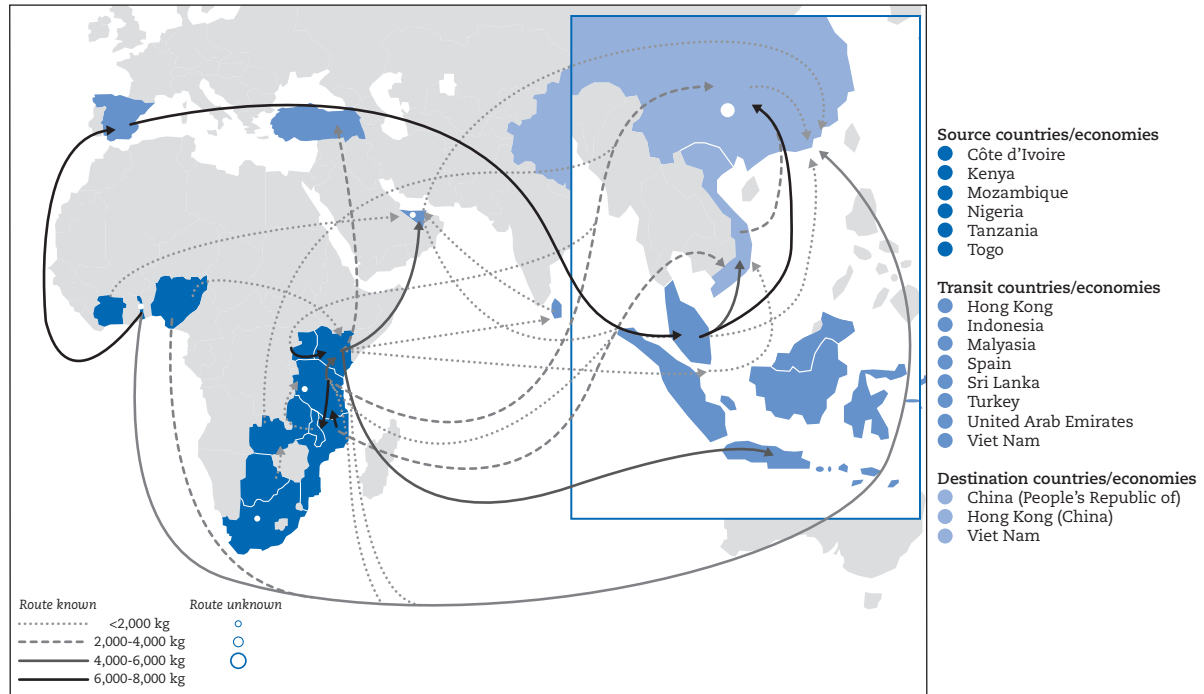 Source countries/economies
Côte d'Ivoire
Kenya
Mozambique
Nigeria
Tanzania
Togo
Transit countries/economies
Hong Kong
Indonesia
Malyasia
Spain
Sri Lanka
Turkey
United Arab Emirates
Viet Nam
Destination countries/economies
China (People's Republic of)
Hong Kong (China)
Viet Nam
Route known
Route unknown
<2,000 kg
2,000-4,000 kg
4,000-6,000 kg
6,000-8,000 kg